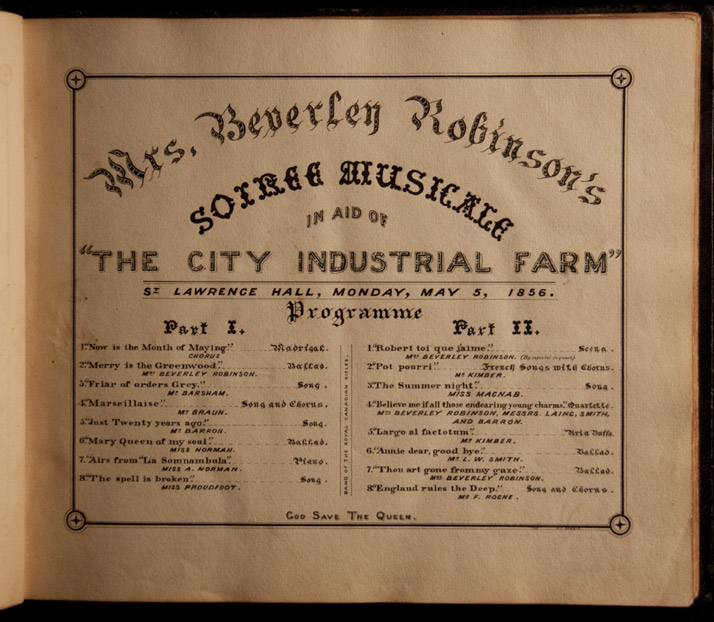 Mrs. Beverley Robinson's
SOIREE MUSICALE
IN AID OF
"THE CITY INDUSTRIAL FARM"
ST. LAWRENCE HALL, MONDAY, MAY 5, 1856.
Programme
Part I.
1."Now is the Month of Maying." Madrigal.
CHORUS
2."Merry is the Greenwood." Ballad.
MRS BEVERLEY ROBINSON.
3."Friar of orders Grey." Song.
MR BARSHAM.
4."Marseillaise." Song and Chorus.
MR BRAUN.
5."Just Twenty years ago." Song.
MR BARRON.
6."Mary Queen of my soul." Ballad.
MISS NORMAN.
7."Airs from "La Somnambula." Piano.
MISS A. NORMAN.
8."The spell is broken." Song.
MISS PROUDFOOT.
BAND OF THE ROYAL CANADIAN RIFLES.
Part II.
1."Robert toi que j'aime." Scena.
MRS BEVERLEY ROBINSON. (By special request)
2."Pot pourri" French Songs with Chorus.
MR KIMBER.
3."The Summer night." Song.
MISS MACNAB.
4."Believe me if all those endearing young charms." Quartette.
MRS BEVERLEY ROBINSON, MESSRS. LAING, SMITH,
AND BARRON.
5."Largo al factotum." Aria Buffa.
MR KIMBER.
6."Annie dear, good bye." Ballad.
MR L. W. SMITH.
7."Thou art gone from my gaze." Ballad.
MRS BEVERLEY ROBINSON.
8."England rules the Deep." Song and Chorus.
MR F. ROCHE.
GOD SAVE THE QUEEN.